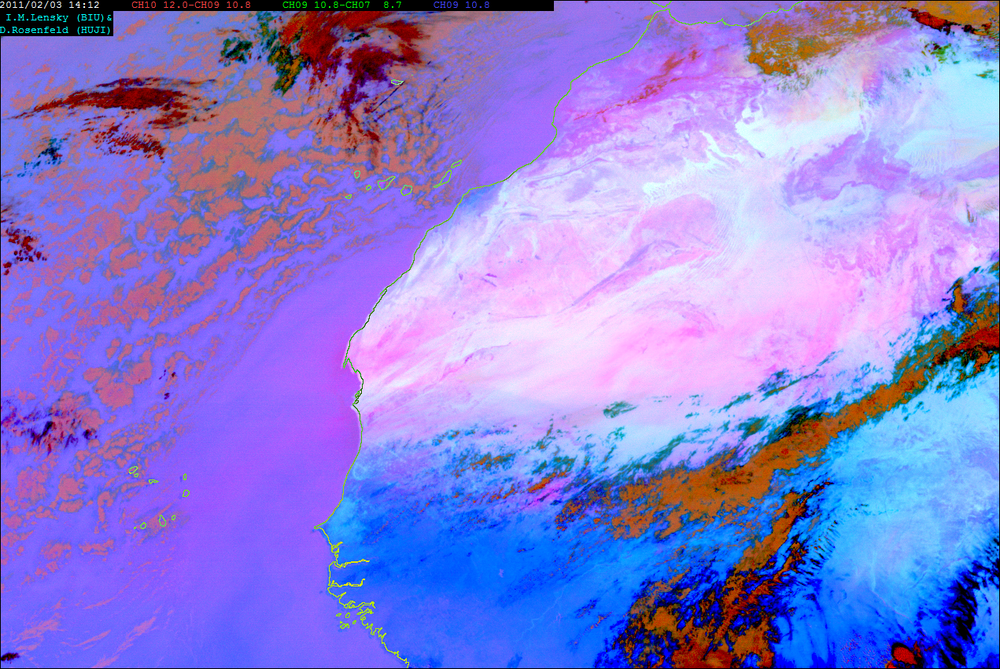 2011/02/03 14:12 CH10 12.0-CH09 10.8 CH09 10.8-CH07 8.7 CH09 10.8
I.M.Lensky (BIU)&
D.Rosenfeld (HUJI)